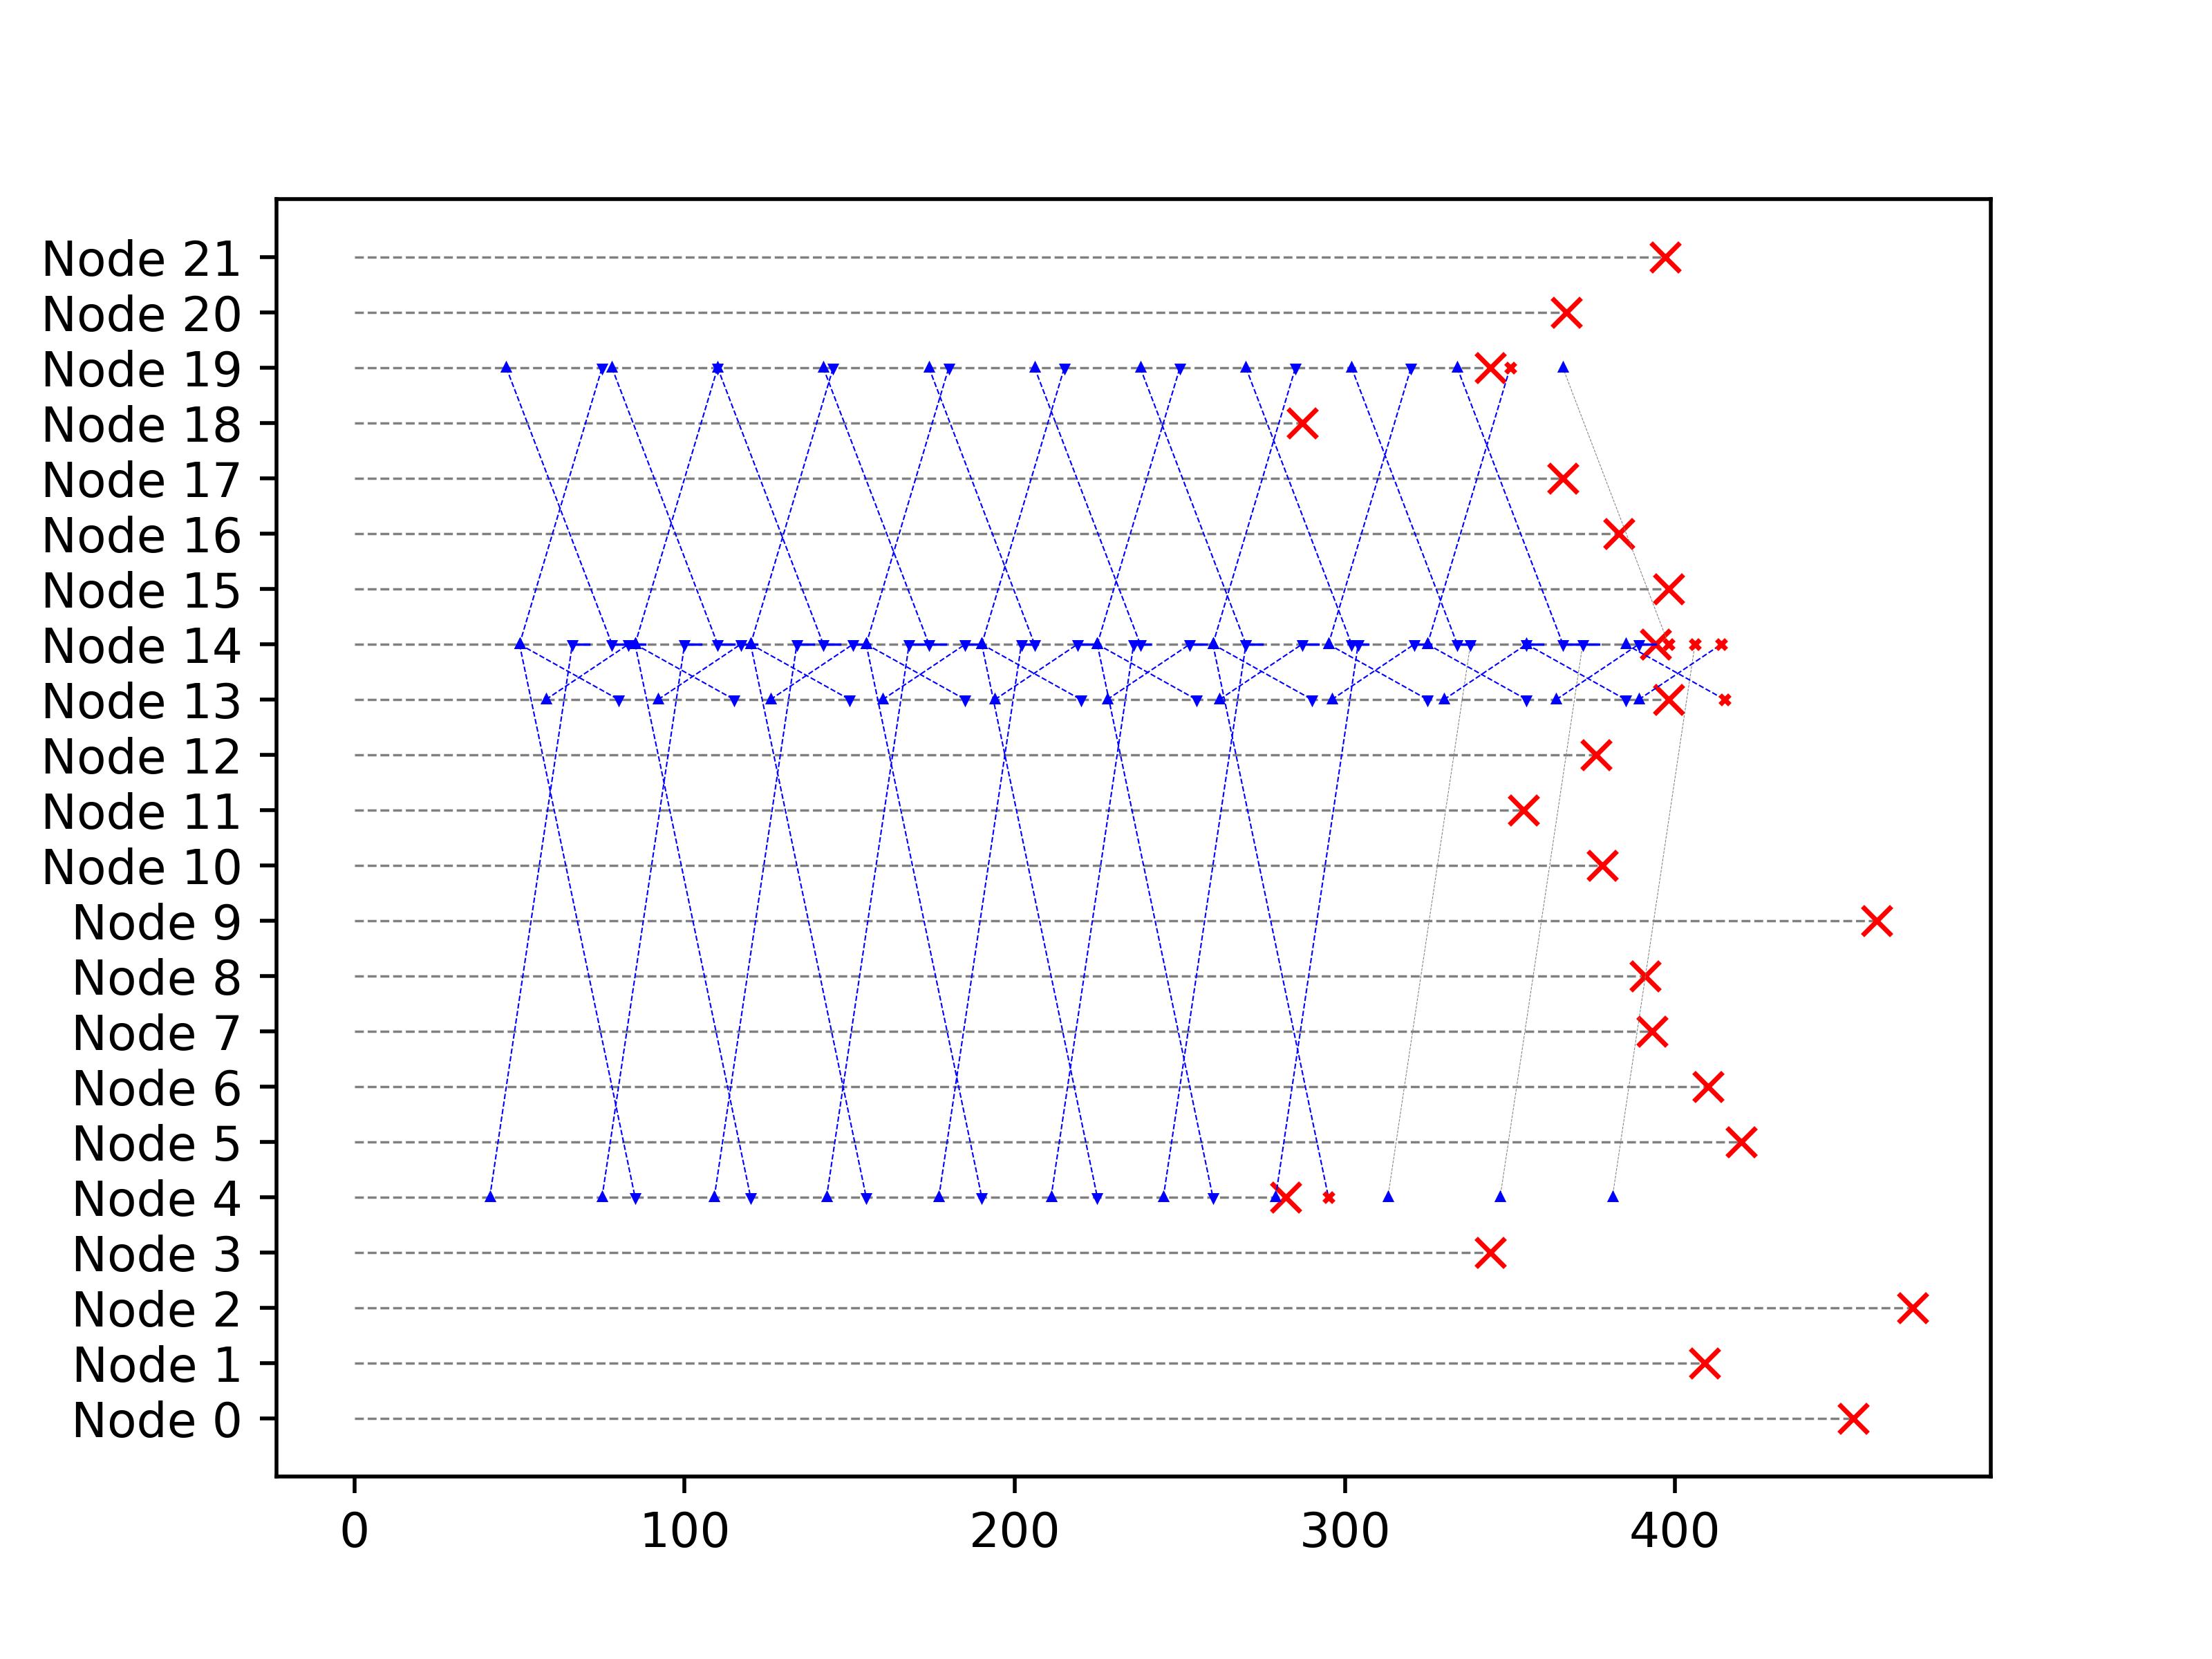 Node 21
Node 20
Node 19
Node 18
Node 17
Node 16
Node 15
Node 14
Node 13
Node 12
Node 11
Node 10
Node 9
Node 8
Node 7
Node 6
Node 5
Node 4
Node 3
Node 2
Node 1
Node 0
0 100 200 300 400